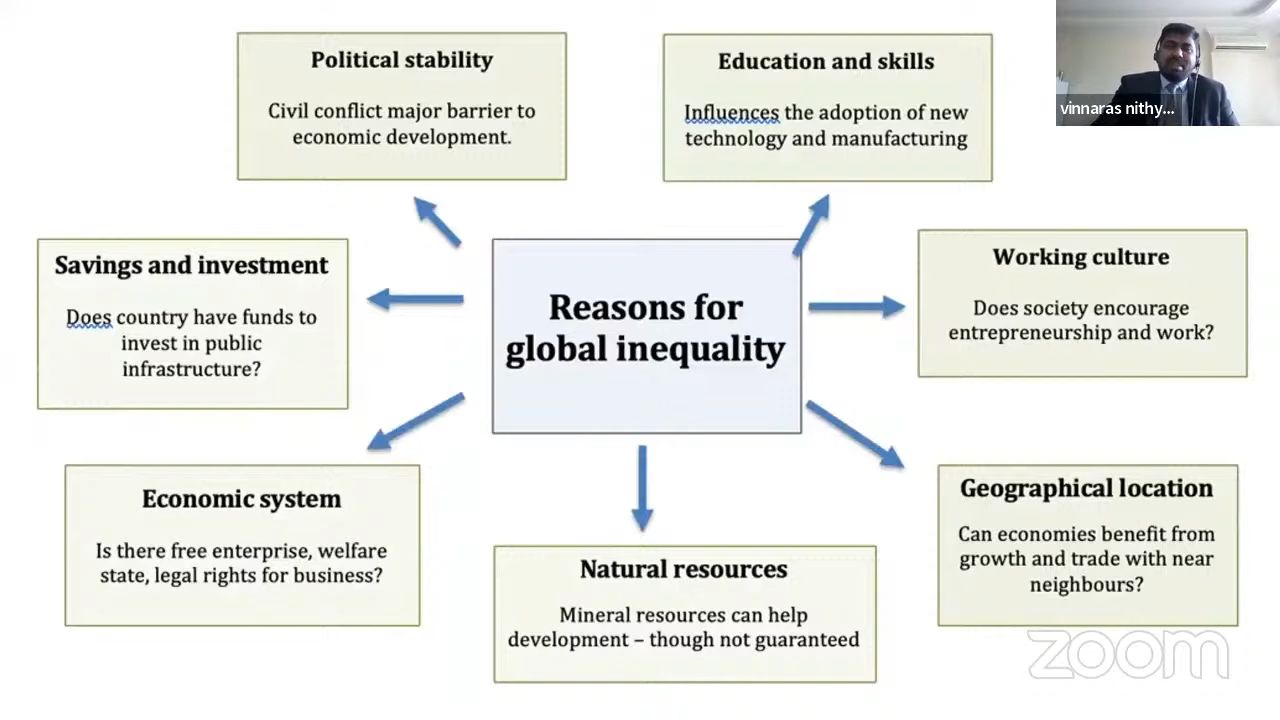 Political stability
Civil conflict major barrier to
economic development.
Education and skills
Influences the adoption of new
technology and manufacturing
vinnaras nithy...
Savings and investment
Does country have funds to
invest in public
infrastructure?
Reasons for
global inequality
Working culture
Does society encourage
entrepreneurship and work?
Economic system
Is there free enterprise, welfare
state, legal rights for business?
Natural resources
Mineral resources can help
development – though not guaranteed
Geographical location
Can economies benefit from
growth and trade with near
neighbours?
zoom